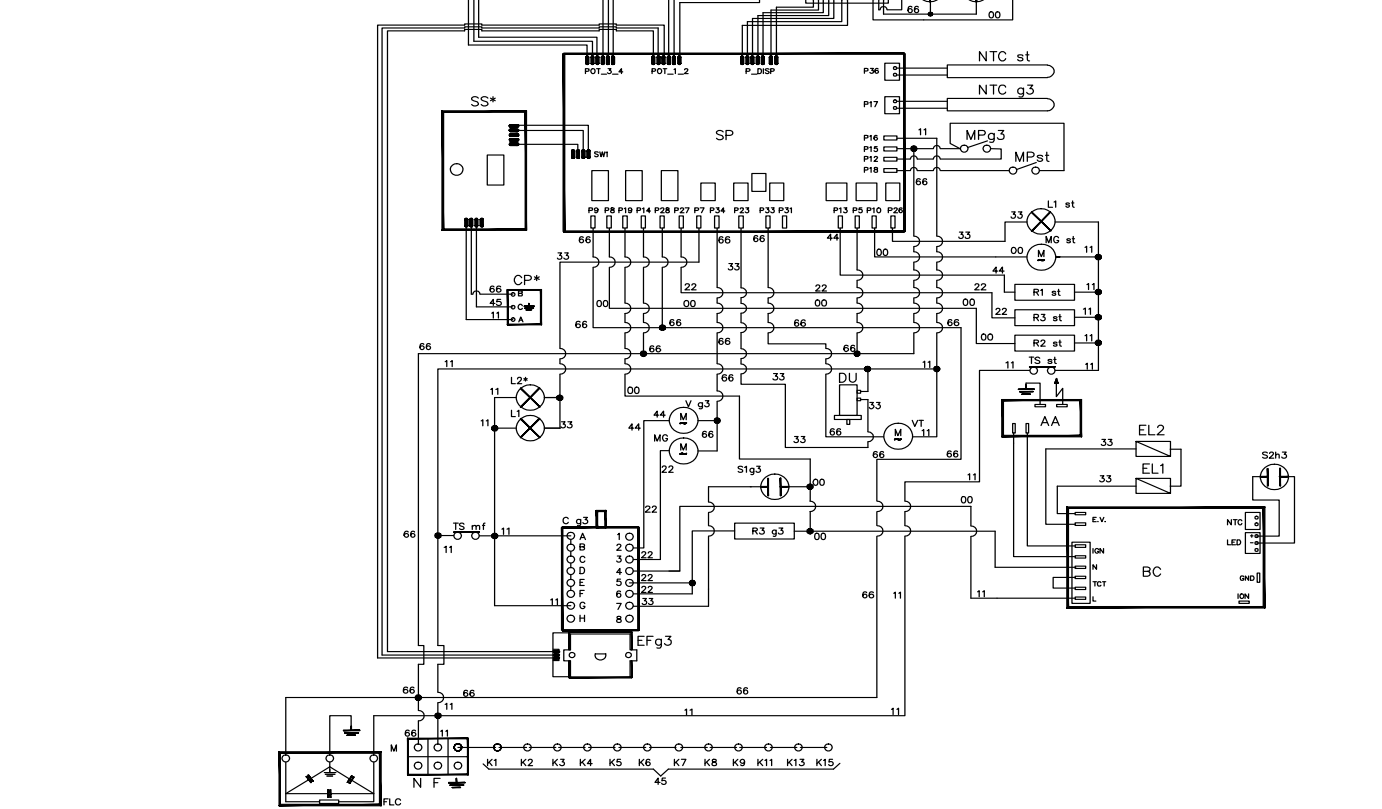 66
00
POT_3_4
POT_1_2
P_DISP
P36
NTC st
P17
NTC g3
SS*
SP
SW1
P16
11
P15
P12
P18
MPg3
MPst
66
P9
P8
P19
P14
P28
P27
P7
P34
P23
P33
P31
P13
P5
P10
P26
L1 st
33
66
66
33
66
44
00
33
MG st
00
M
11
33
44
CP*
66
B
45
C
11
A
22
22
22
R1 st
11
00
00
00
00
22
R3 st
11
66
66
66
66
66
00
R2 st
11
66
66
66
TS st
11
11
11
11
66
33
DU
33
L2*
11
00
L1
11
33
V g3
44
M
44
66
MG
M
22
66
M
VT
11
33
66
66
AA
EL2
33
EL1
33
S2h3
S1g3
00
11
00
22
C g3
R3 g3
00
TS mf
11
11
66
A
B
C
D
E
F
G
H
1
2
3
4
5
6
7
8
22
22
22
33
11
E.V.
IGN
N
TCT
L
BC
NTC
LED
GND
ION
66
11
11
EFg3
66
66
66
11
11
11
66
11
M
N
F
K1
K2
K3
K4
K5
K6
K7
K8
K9
K11
K13
K15
45
FLC